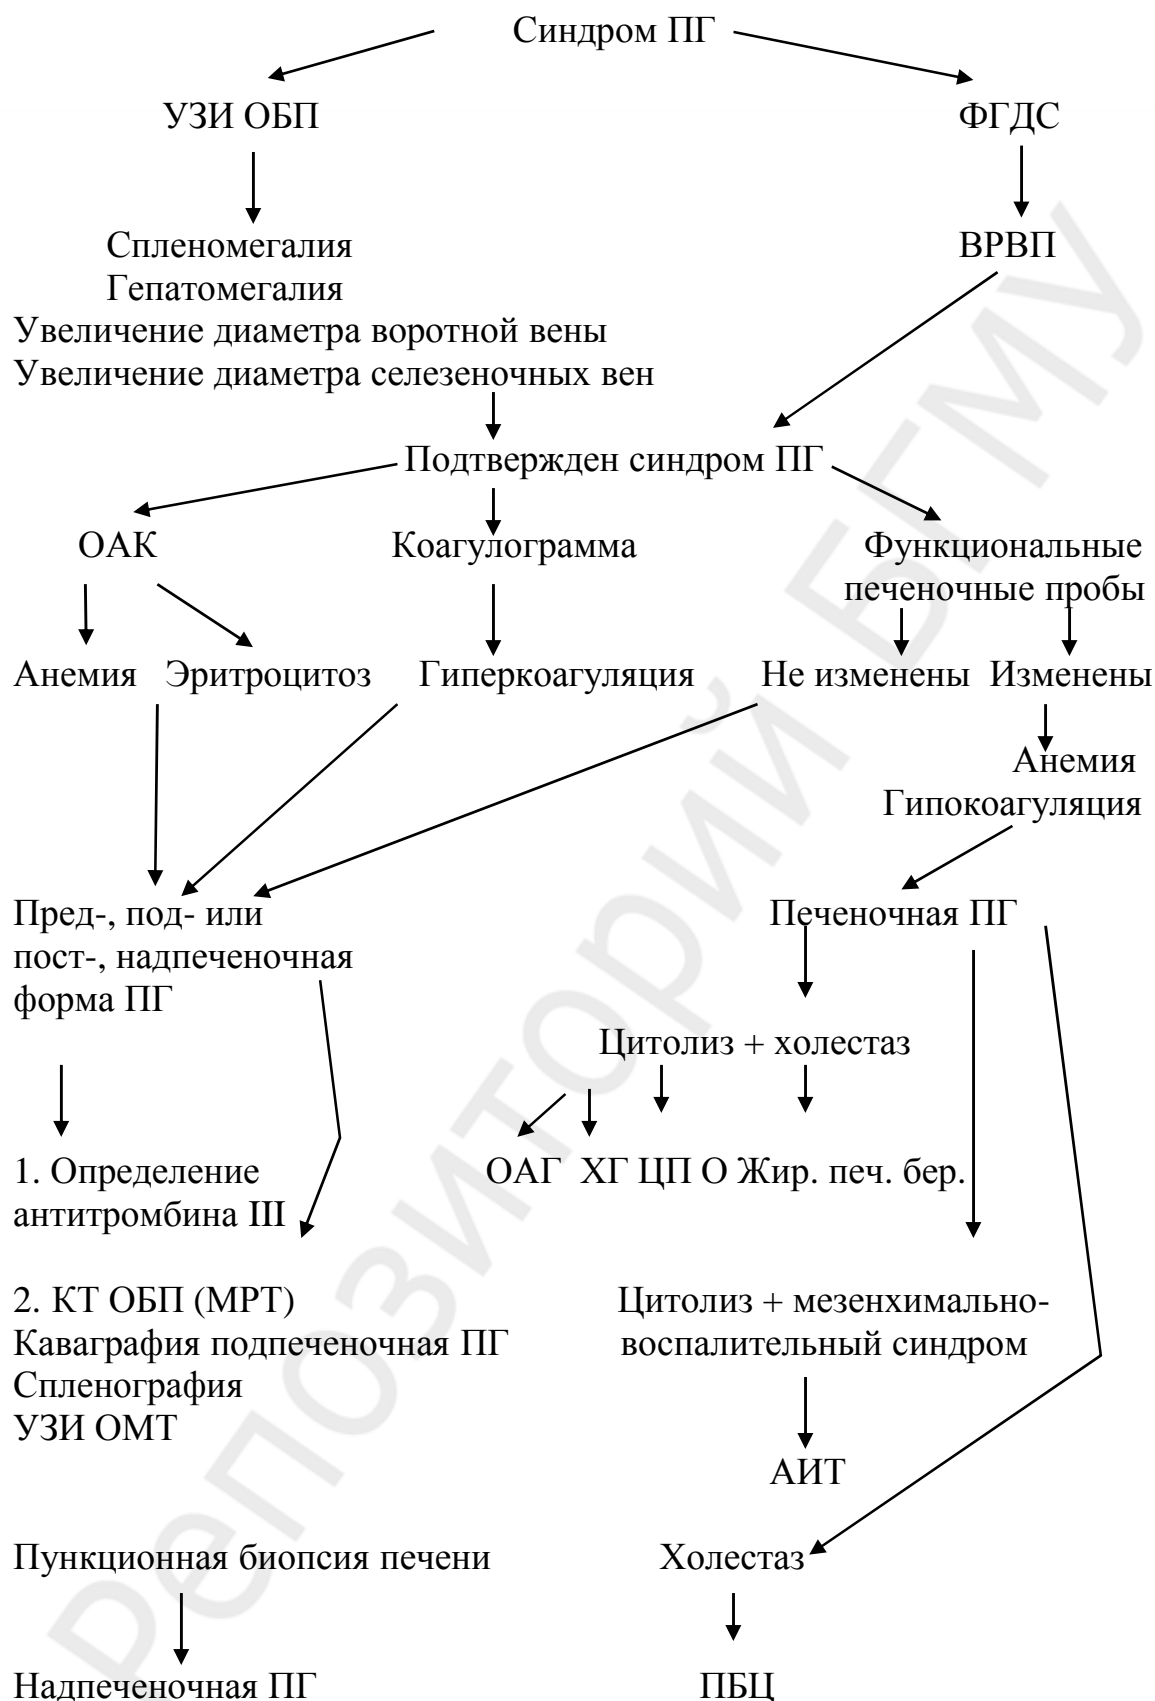 Синдром ПГ
УЗИ ОБП ФГДС
Спленомегалия ВРВП
Гепатомегалия
Увеличение диаметра воротной вены
Увеличение диаметра селезеночных вен
Подтвержден синдром ПГ
ОАК Коагулограмма Функциональные
печеночные пробы
Анемия Эритроцитоз Гиперкоагуляция Не изменены Изменены
Анемия
Гипокоагуляция
Пред-, под- или Печеночная ПГ
пост-, надпеченочная
форма ПГ
Цитолиз + холестаз
1. Определение ОАГ ХГ ЦП О Жир. печ. бер.
антитромбина III
2. КТ ОБП (МРТ) Цитолиз + мезенхимально-
Каваграфия подпеченочная ПГ воспалительный синдром
Спленография
УЗИ ОМТ
АИТ
Пункционная биопсия печени Холестаз
Надпеченочная ПГ ПБЦ
Репозиторий БГМУ